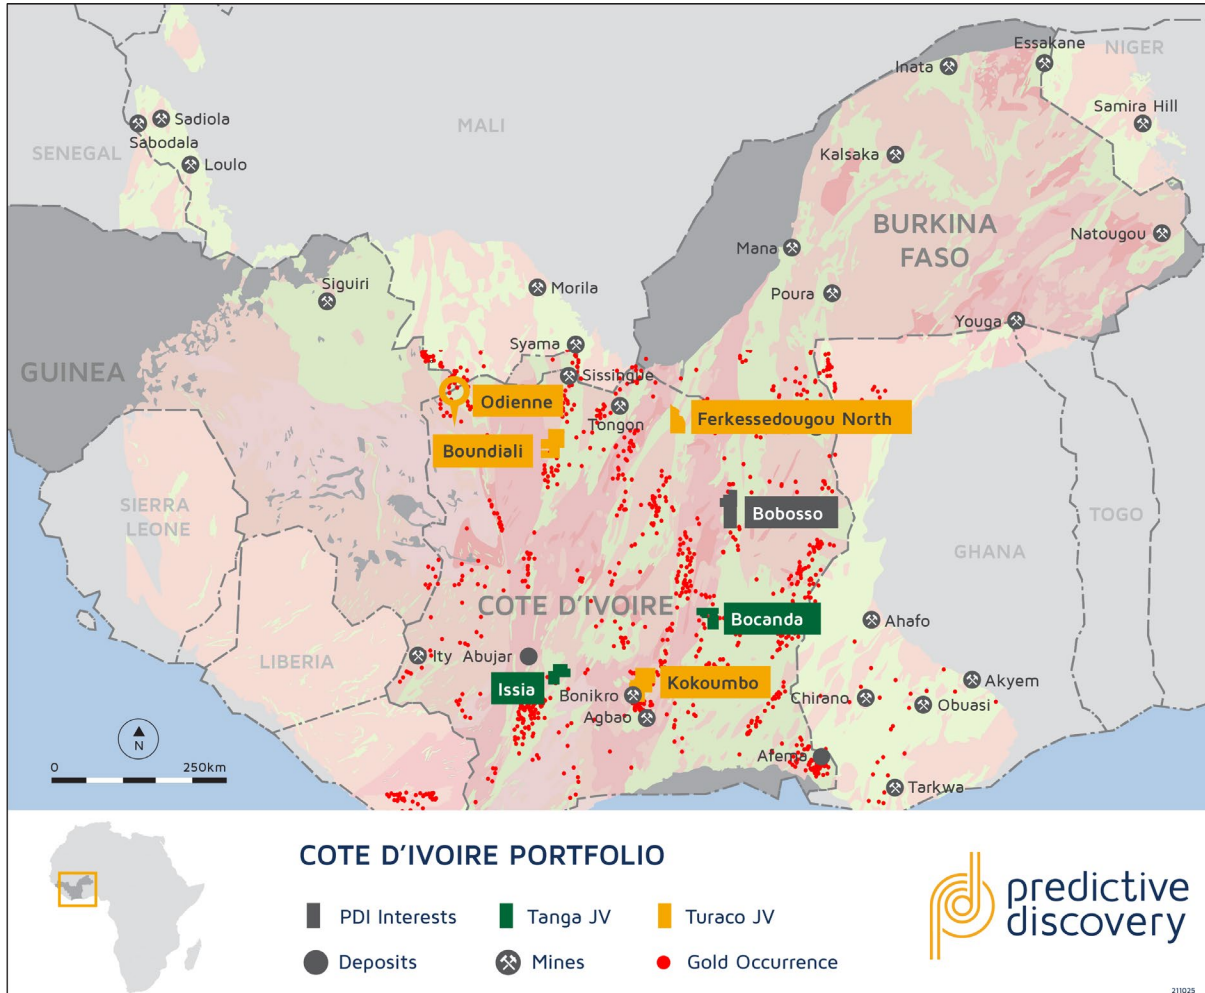 Essakane
NIGER
Inata
Samira Hill
Sadiola
Sabodala
MALI
SENEGAL
Loulo
Kalsaka
BURKINA
FASO
Natougou
Mana
Siguiri
Morila
Poura
Youga
Syama
GUINEA
Sissingue
Odienne
Tongon
Ferkessedougou North
Boundiali
SIERRA
LEONE
Bobosso
TOGO
GHANA
COTE D'IVOIRE
Bocanda
Ahafo
LIBERIA
Ity
Abujar
Issia
Kokoumbo
Bonikro
Akyem
Chirano
Obuasi
Agbao
N
Afema
0
250km
Tarkwa
COTE D'IVOIRE PORTFOLIO
PDI Interests
Tanga JV
Turaco JV
Deposits
Mines
Gold Occurrence
predictive
discovery
211025